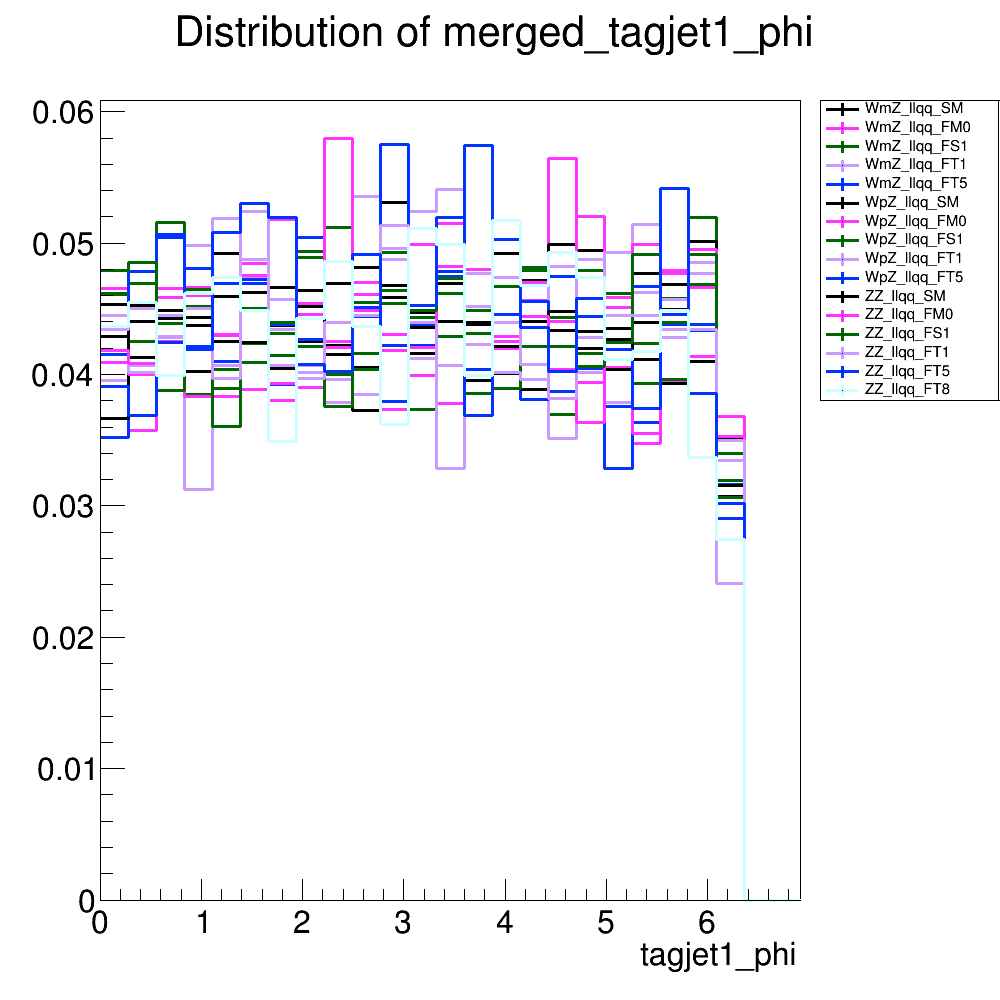 Distribution of merged_tagjet1_phi
0.06
0.05
0.04
0.03
0.02
0.01
0
0 1 2 3 4 5 6
tagjet1_phi
WmZ_llqq_SM
WmZ_llqq_FM0
WmZ_llqq_FS1
WmZ_llqq_FT1
WmZ_llqq_FT5
WpZ_llqq_SM
WpZ_llqq_FM0
WpZ_llqq_FS1
WpZ_llqq_FT1
WpZ_llqq_FT5
ZZ_llqq_SM
ZZ_llqq_FM0
ZZ_llqq_FS1
ZZ_llqq_FT1
ZZ_llqq_FT5
ZZ_llqq_FT8